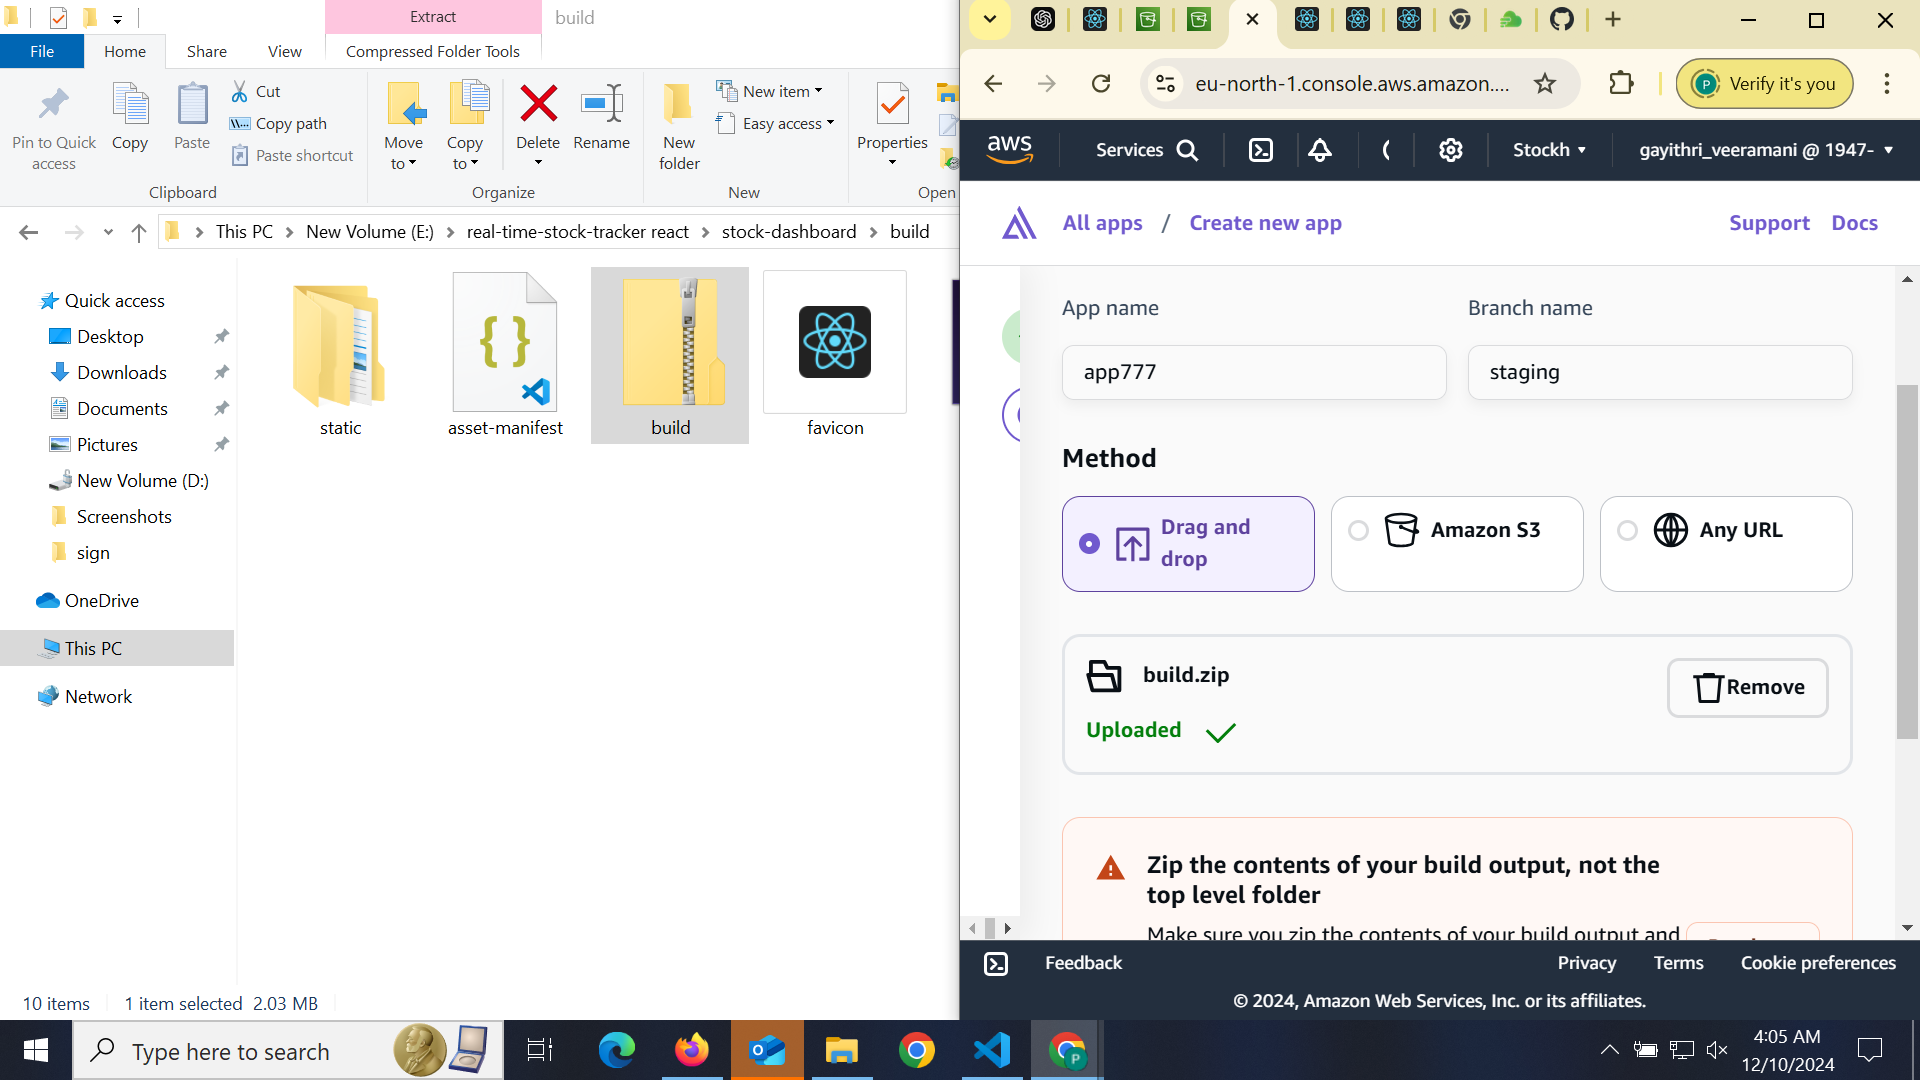 Extract
build
File
Home
Share
View
Compressed Folder Tools
Pin to Quick
access
Copy
Paste
Cut
Copy path
Paste shortcut
Clipboard
Move
to
Copy
to
Delete
Rename
Organize
New
folder
New item
Easy access
New
Properties
Open
This PC
New Volume (E:)
real-time-stock-tracker react
stock-dashboard
build
Quick access
Desktop
Downloads
Documents
Pictures
New Volume (D:)
Screenshots
sign
OneDrive
This PC
Network
static
asset-manifest
build
favicon
10 items
1 item selected 2.03 MB
eu-north-1.console.aws.amazon....
P
Verify it's you
aws
Services
Stockh
gayithri_veeramani @ 1947-
All apps / Create new app
Support
Docs
App name
app777
Branch name
staging
Method
Drag and
drop
Amazon S3
Any URL
build.zip
Uploaded
Remove
Zip the contents of your build output, not the
top level folder
Make sure you zip the contents of your build output and
Feedback
Privacy
Terms
Cookie preferences
© 2024, Amazon Web Services, Inc. or its affiliates.
Type here to search
P
4:05 AM
12/10/2024